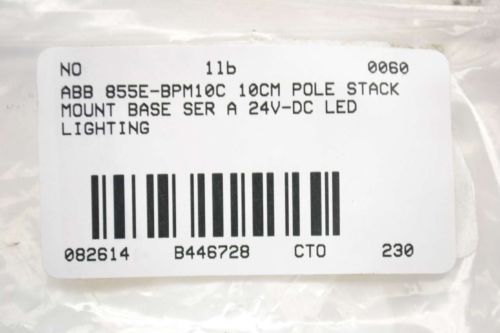 NO 1lb 0060
ABB 855E-BPM10C 10CM POLE STACK
MOUNT BASE SER A 24V-DC LED
LIGHTING
082614 B446728 CTO 230